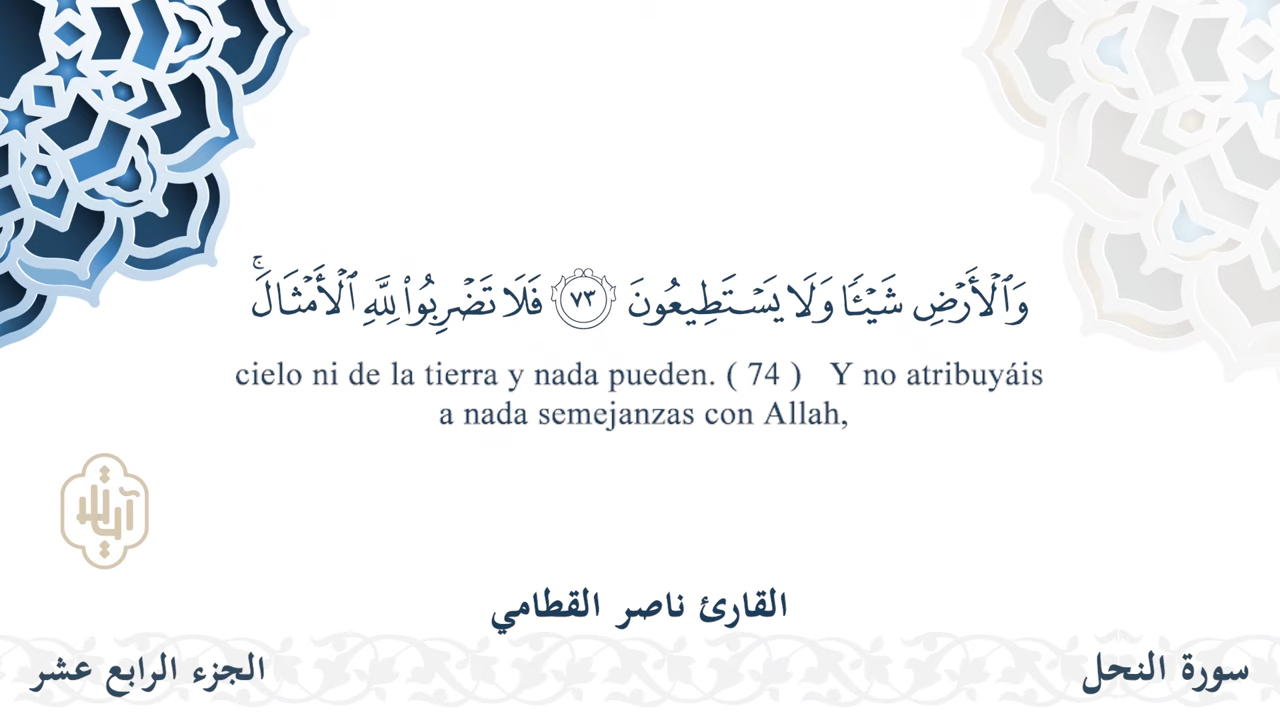 وَٱلْأَرْضِ شَيْـًٔا وَلَا يَسْتَطِيعُونَ ٧٣ فَلَا تَضْرِبُوا۟ لِلَّهِ ٱلْأَمْثَالَ ۚ
cielo ni de la tierra y nada pueden. ( 74 ) Y no atribuyáis
a nada semejanzas con Allah,
القارئ ناصر القطامي
سورة النحل
الجزء الرابع عشر